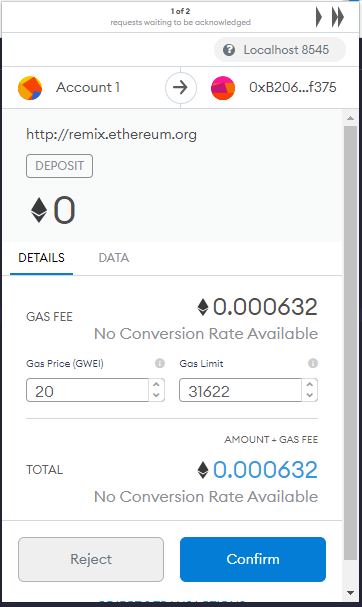 1 of 2
requests waiting to be acknowledged
? Localhost 8545
Account 1
0xB206...f375
http://remix.ethereum.org
DEPOSIT
0
DETAILS
DATA
GAS FEE
0.000632
No Conversion Rate Available
Gas Price (GWEI)
Gas Limit
20
31622
AMOUNT + GAS FEE
TOTAL
0.000632
No Conversion Rate Available
Reject
Confirm